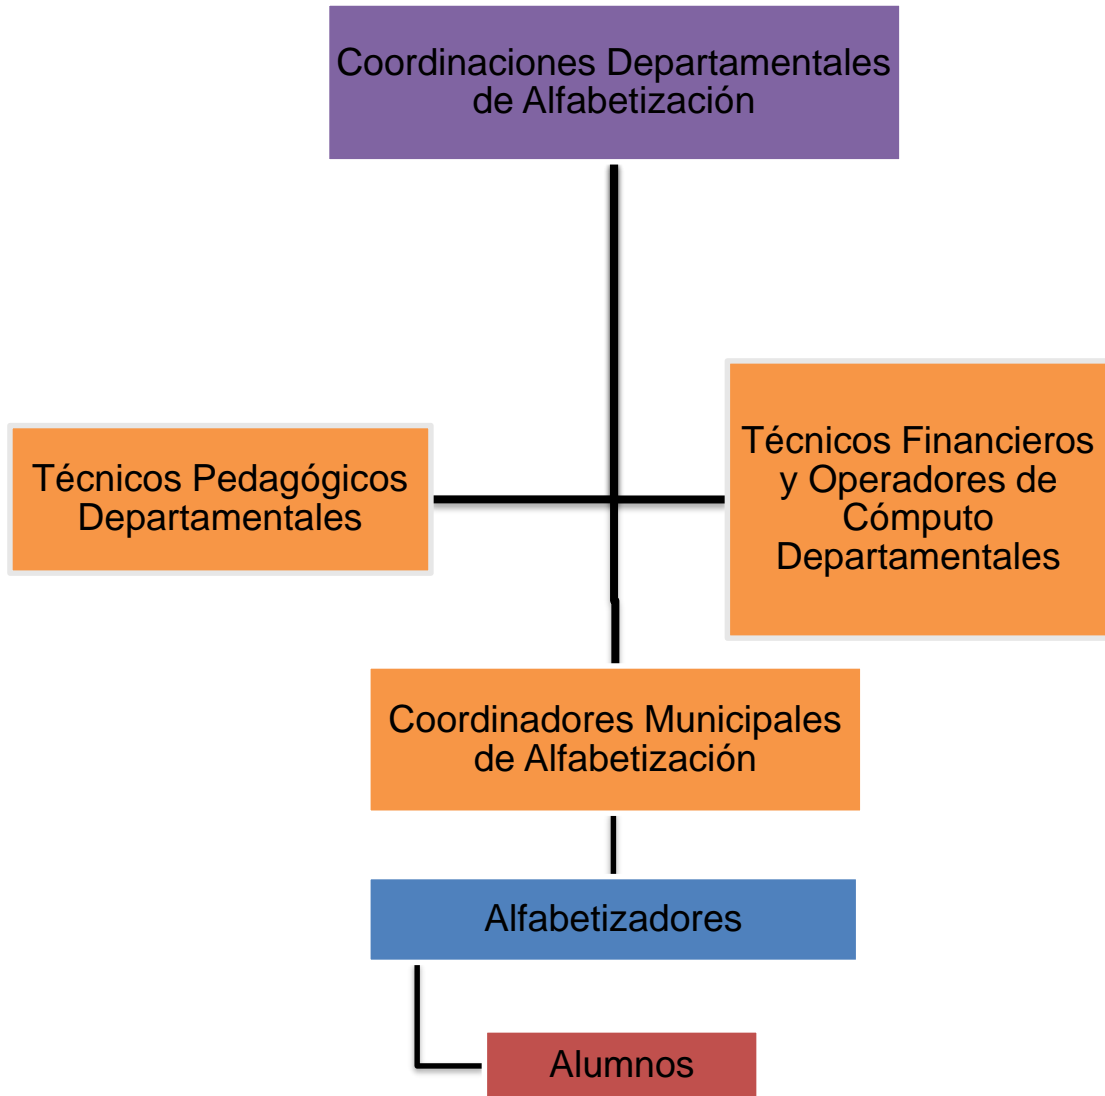 Coordinaciones Departamentales
de Alfabetización
Técnicos Pedagógicos
Departamentales
Técnicos Financieros
y Operadores de
Cómputo
Departamentales
Coordinadores Municipales
de Alfabetización
Alfabetizadores
Alumnos